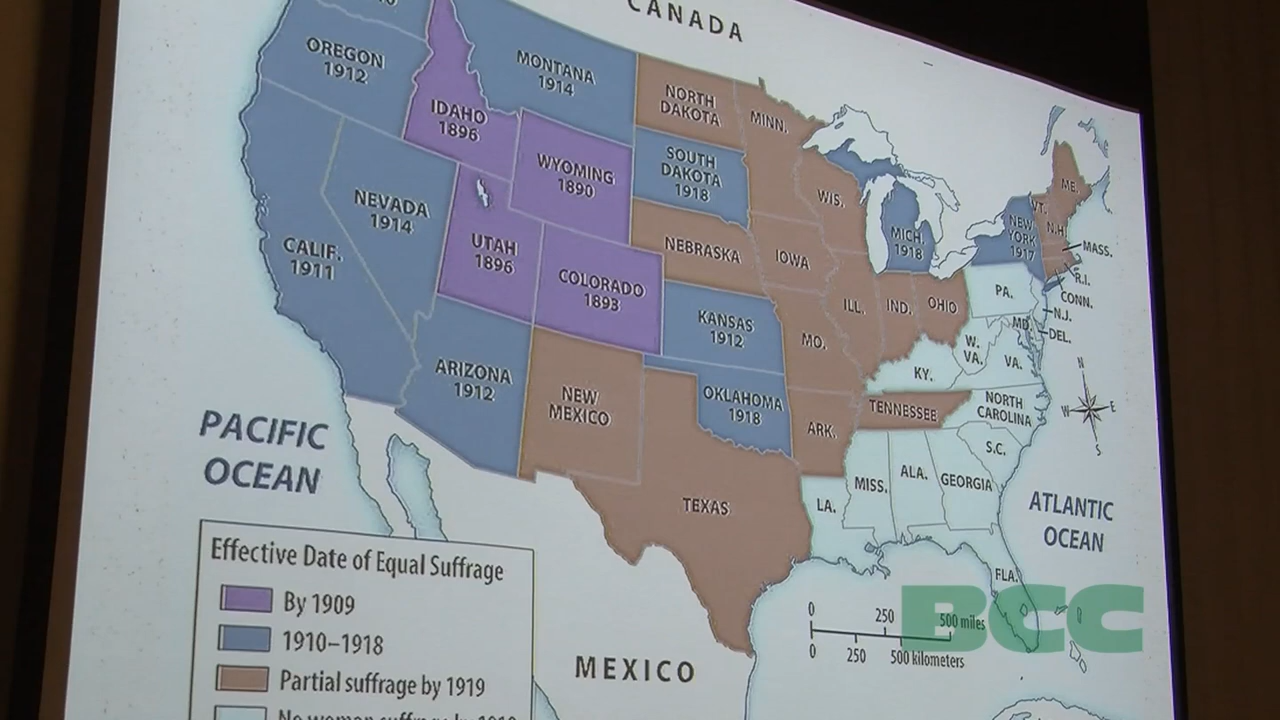 CANADA
OREGON
1912
MONTANA
1914
IDAHO
1896
NORTH
DAKOTA
MINN.
WYOMING
1890
SOUTH
DAKOTA
1918
WIS.
NEVADA
1914
MICH.
1918
ME.
VT.
N.H.
NEW
YORK
1917
MASS.
CALIF.
1911
UTAH
1896
COLORADO
1893
NEBRASKA
IOWA
R.I.
CONN.
PA.
N.J.
MD.
DEL.
ILL.
IND.
OHIO
KANSAS
1912
MO.
W.
VA.
VA.
KY.
ARIZONA
1912
NEW
MEXICO
OKLAHOMA
1918
ARK.
TENNESSEE
NORTH
CAROLINA
N
W
E
S
PACIFIC
OCEAN
S.C.
TEXAS
LA.
MISS.
ALA.
GEORGIA
ATLANTIC
OCEAN
FLA.
Effective Date of Equal Suffrage
By 1909
1910–1918
Partial suffrage by 1919
MEXICO
0 250 500 miles
0 250 500 kilometers
BCC